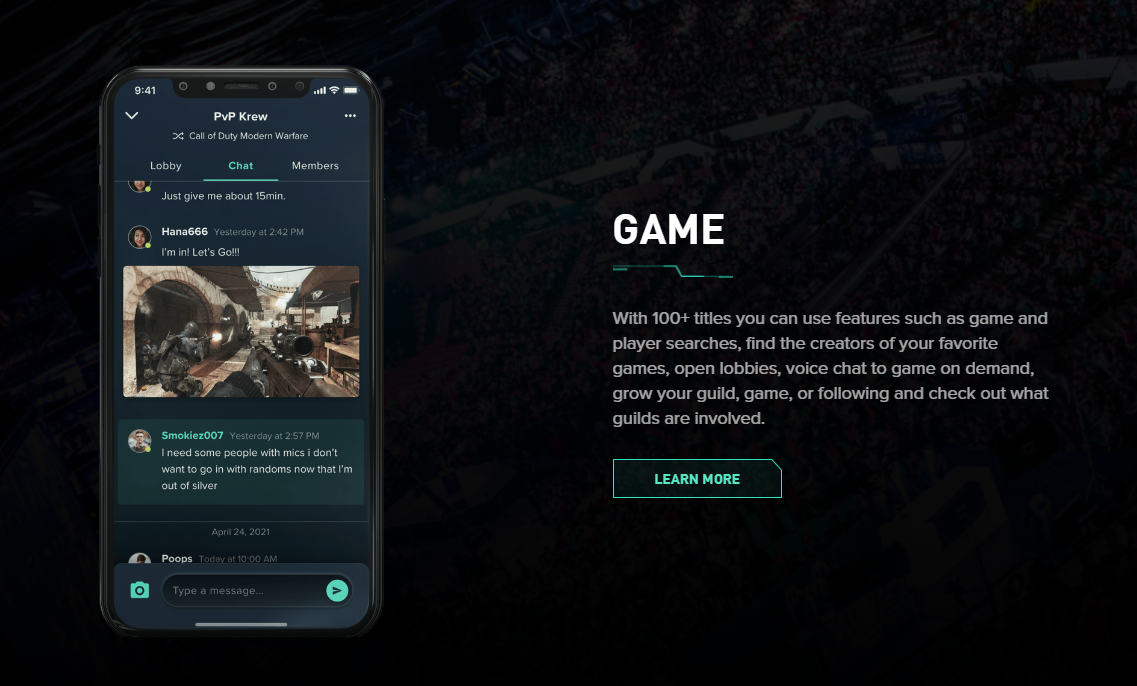 9:41
PvP Krew
Call of Duty Modern Warfare
Lobby Chat Members
Just give me about 15min.
Hana666 Yesterday at 2:42 PM
I'm in! Let's Go!!!
Smokiez007 Yesterday at 2:57 PM
I need some people with mics i don't
want to go in with randoms now that I'm
out of silver
April 24, 2021
Poops Today at 10:00 AM
Type a message...
GAME
With 100+ titles you can use features such as game and
player searches, find the creators of your favorite
games, open lobbies, voice chat to game on demand,
grow your guild, game, or following and check out what
guilds are involved.
LEARN MORE